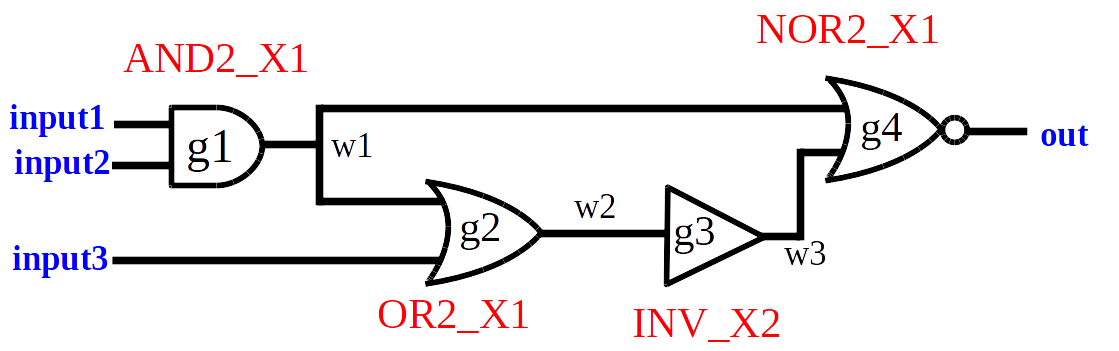 NOR2_X1
AND2_X1
input1
g1
w1
g4
out
input2
w2
g2
g3
input3
w3
OR2_X1
INV_X2